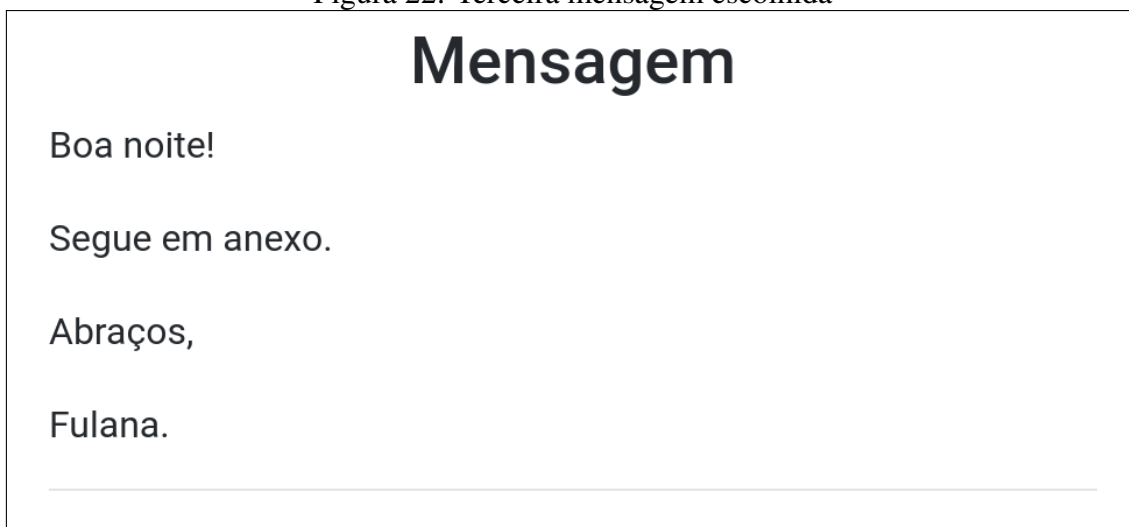 Figura 22: Terceira mensagem escolhida
Mensagem
Boa noite!
Segue em anexo.
Abraços,
Fulana.